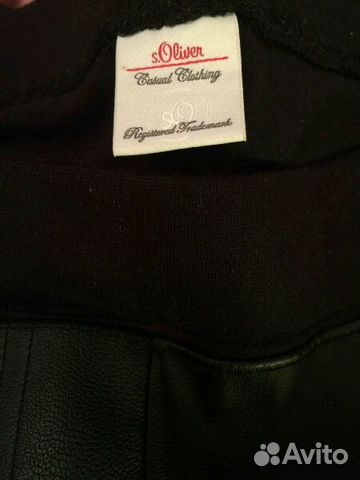 s.Oliver
Casual Clothing
sO
Registered Trademark
Avito